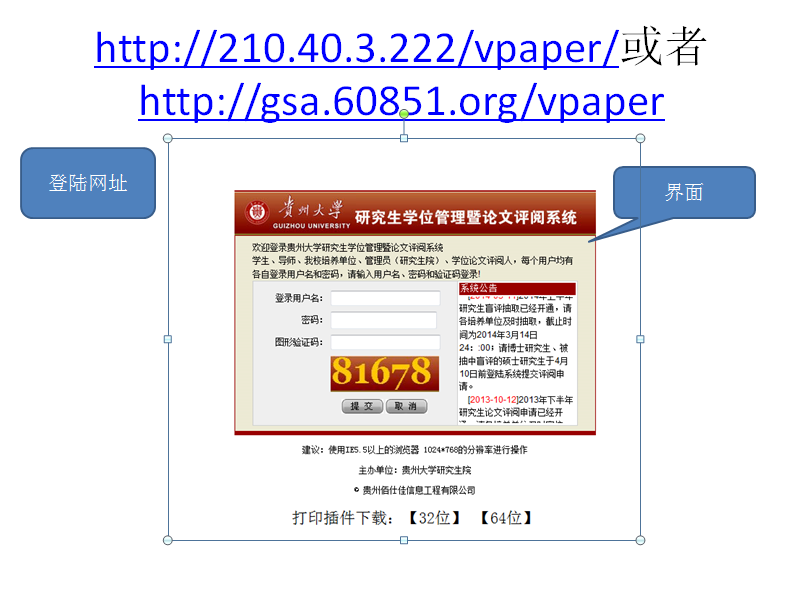 http://210.40.3.222/vpaper/或者
http://gsa.60851.org/vpaper
登陆网址
界面
贵州大学
GUIZHOU UNIVERSITY
研究生学位管理暨论文评阅系统
欢迎登录贵州大学研究生学位管理暨论文评阅系统
学生、导师、我校培养单位、管理员（研究生院）、学位论文评阅人，每个用户均有
各自登录用户名和密码，请输入用户名、密码和验证码登录!
登录用户名：
密码：
图形验证码：
81678
提 交
取 消
系统公告
2014年上半年
研究生盲评抽取已经开通，请
各培养单位及时抽取，截止时
间为2014年3月14日
24：:00；请博士研究生、被
抽中盲评的硕士研究生于4月
10日前登陆系统提交评阅申
请。
[2013-10-12]2013年下半年
研究生论文评阅申请已经开
建议：使用IE5.5以上的浏览器 1024*768的分辨率进行操作
主办单位：贵州大学研究生院
© 贵州佰仕佳信息工程有限公司
打印插件下载：【32位】 【64位】